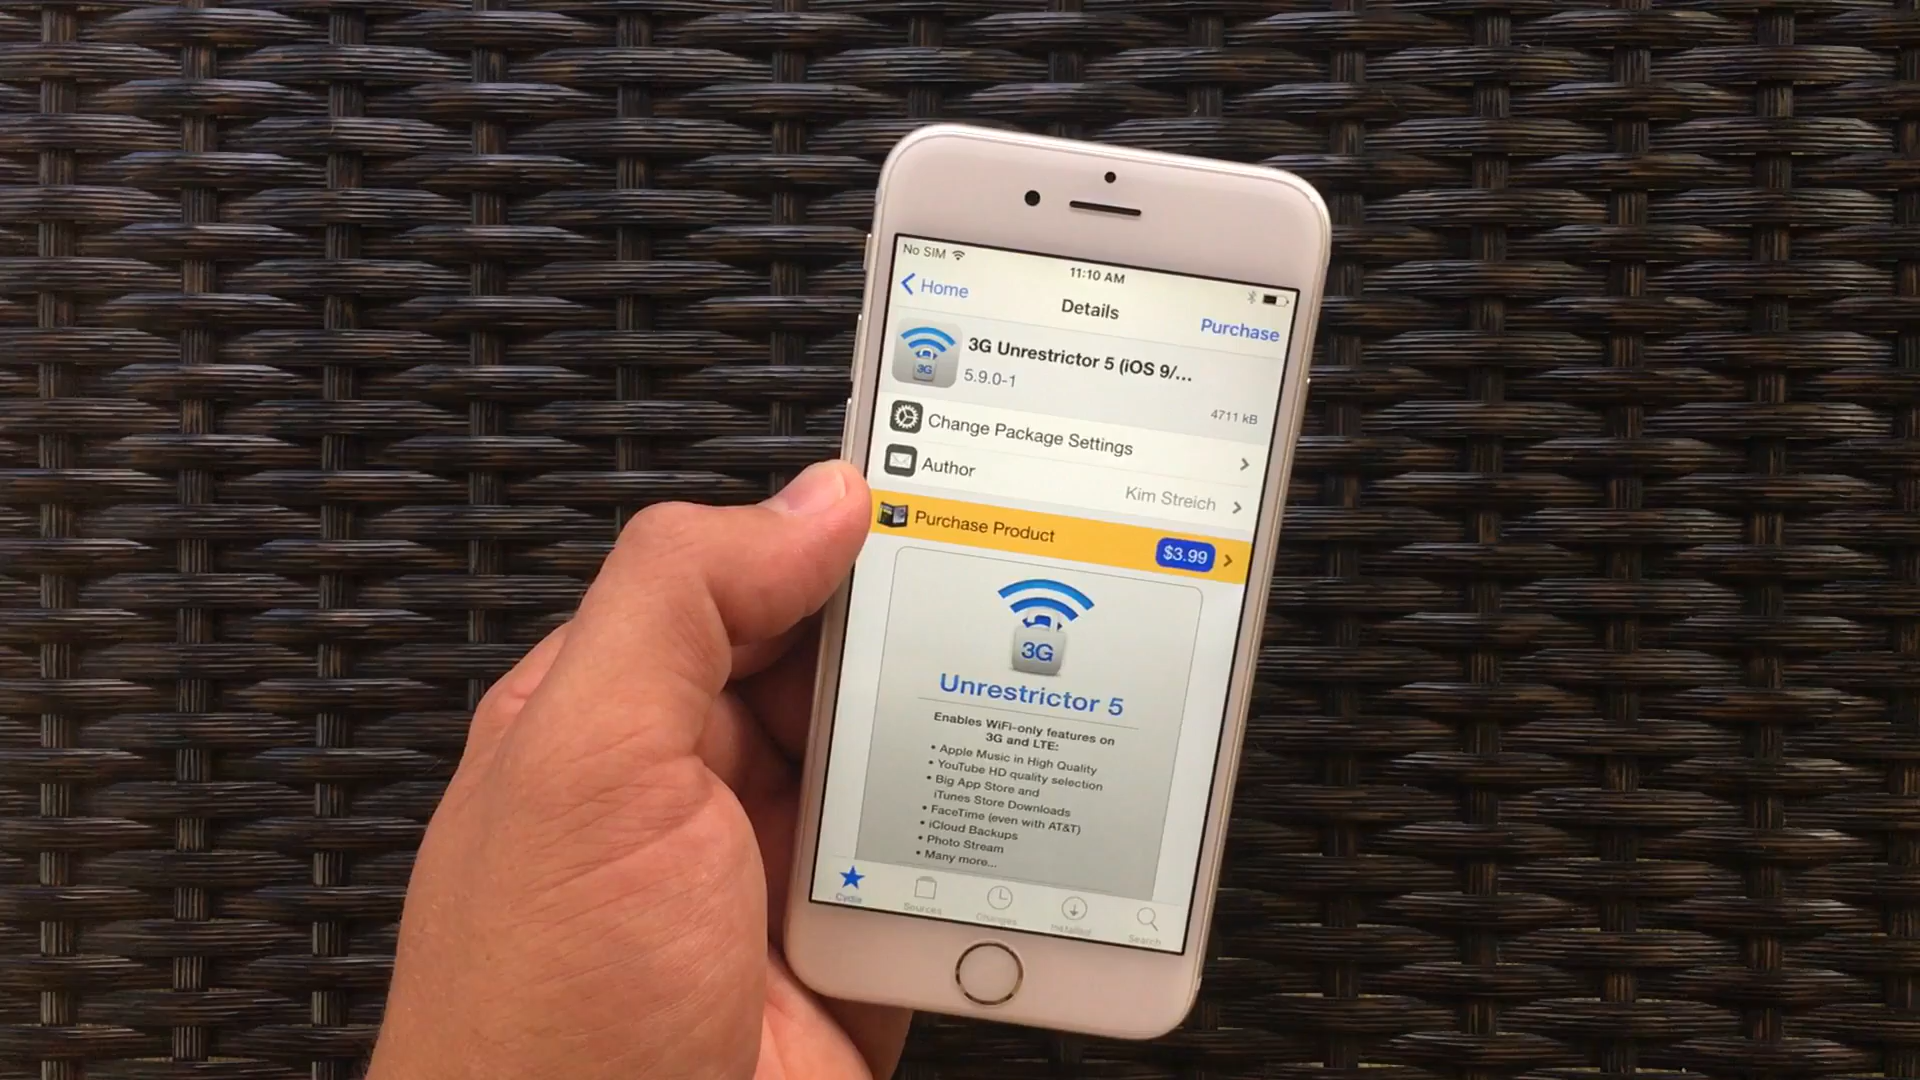 No SIM
11:10 AM
Home
Details
Purchase
3G
3G Unrestrictor 5 (iOS 9/...
5.9.0-1
4711 kB
Change Package Settings
Author
Kim Streich
Purchase Product
$3.99
3G
Unrestrictor 5
Enables WiFi-only features on
3G and LTE:
• Apple Music in High Quality
• YouTube HD quality selection
• Big App Store and
iTunes Store Downloads
• FaceTime (even with AT&T)
• iCloud Backups
• Photo Stream
• Many more...
Cydia
Sources
Changes
Installed
Search